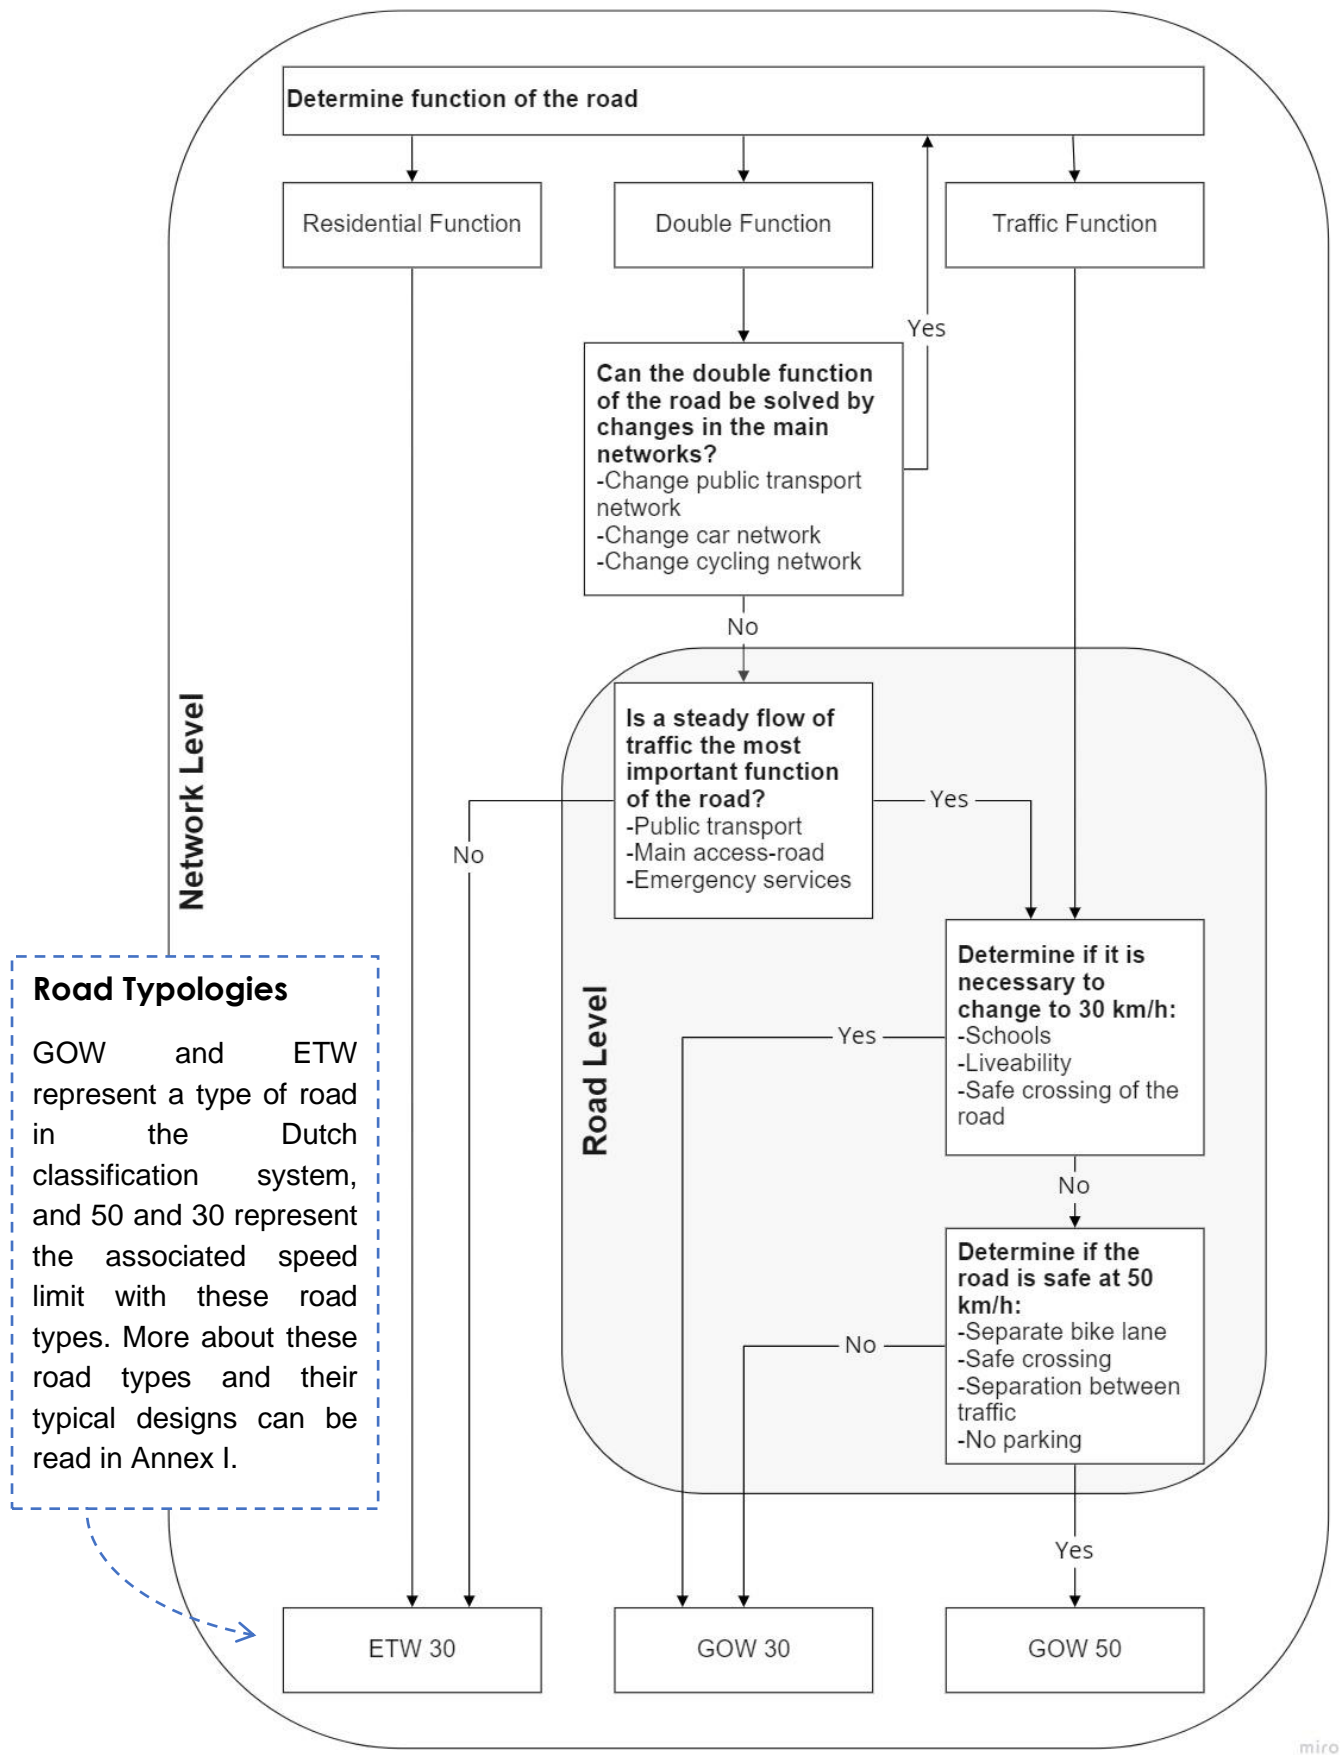 Determine function of the road
Residential Function
Double Function
Traffic Function
Yes
Can the double function
of the road be solved by
changes in the main
networks?
-Change public transport
network
-Change car network
-Change cycling network
No
Network Level
Is a steady flow of
traffic the most
important function
of the road?
-Public transport
-Main access-road
-Emergency services
Yes
No
Road Level
Determine if it is
necessary to
change to 30 km/h:
-Schools
-Liveability
-Safe crossing of the
road
Yes
No
Determine if the
road is safe at 50
km/h:
-Separate bike lane
-Safe crossing
-Separation between
traffic
-No parking
No
Yes
Road Typologies
GOW and ETW
represent a type of road
in the Dutch
classification system,
and 50 and 30 represent
the associated speed
limit with these road
types. More about these
road types and their
typical designs can be
read in Annex I.
ETW 30
GOW 30
GOW 50
miro